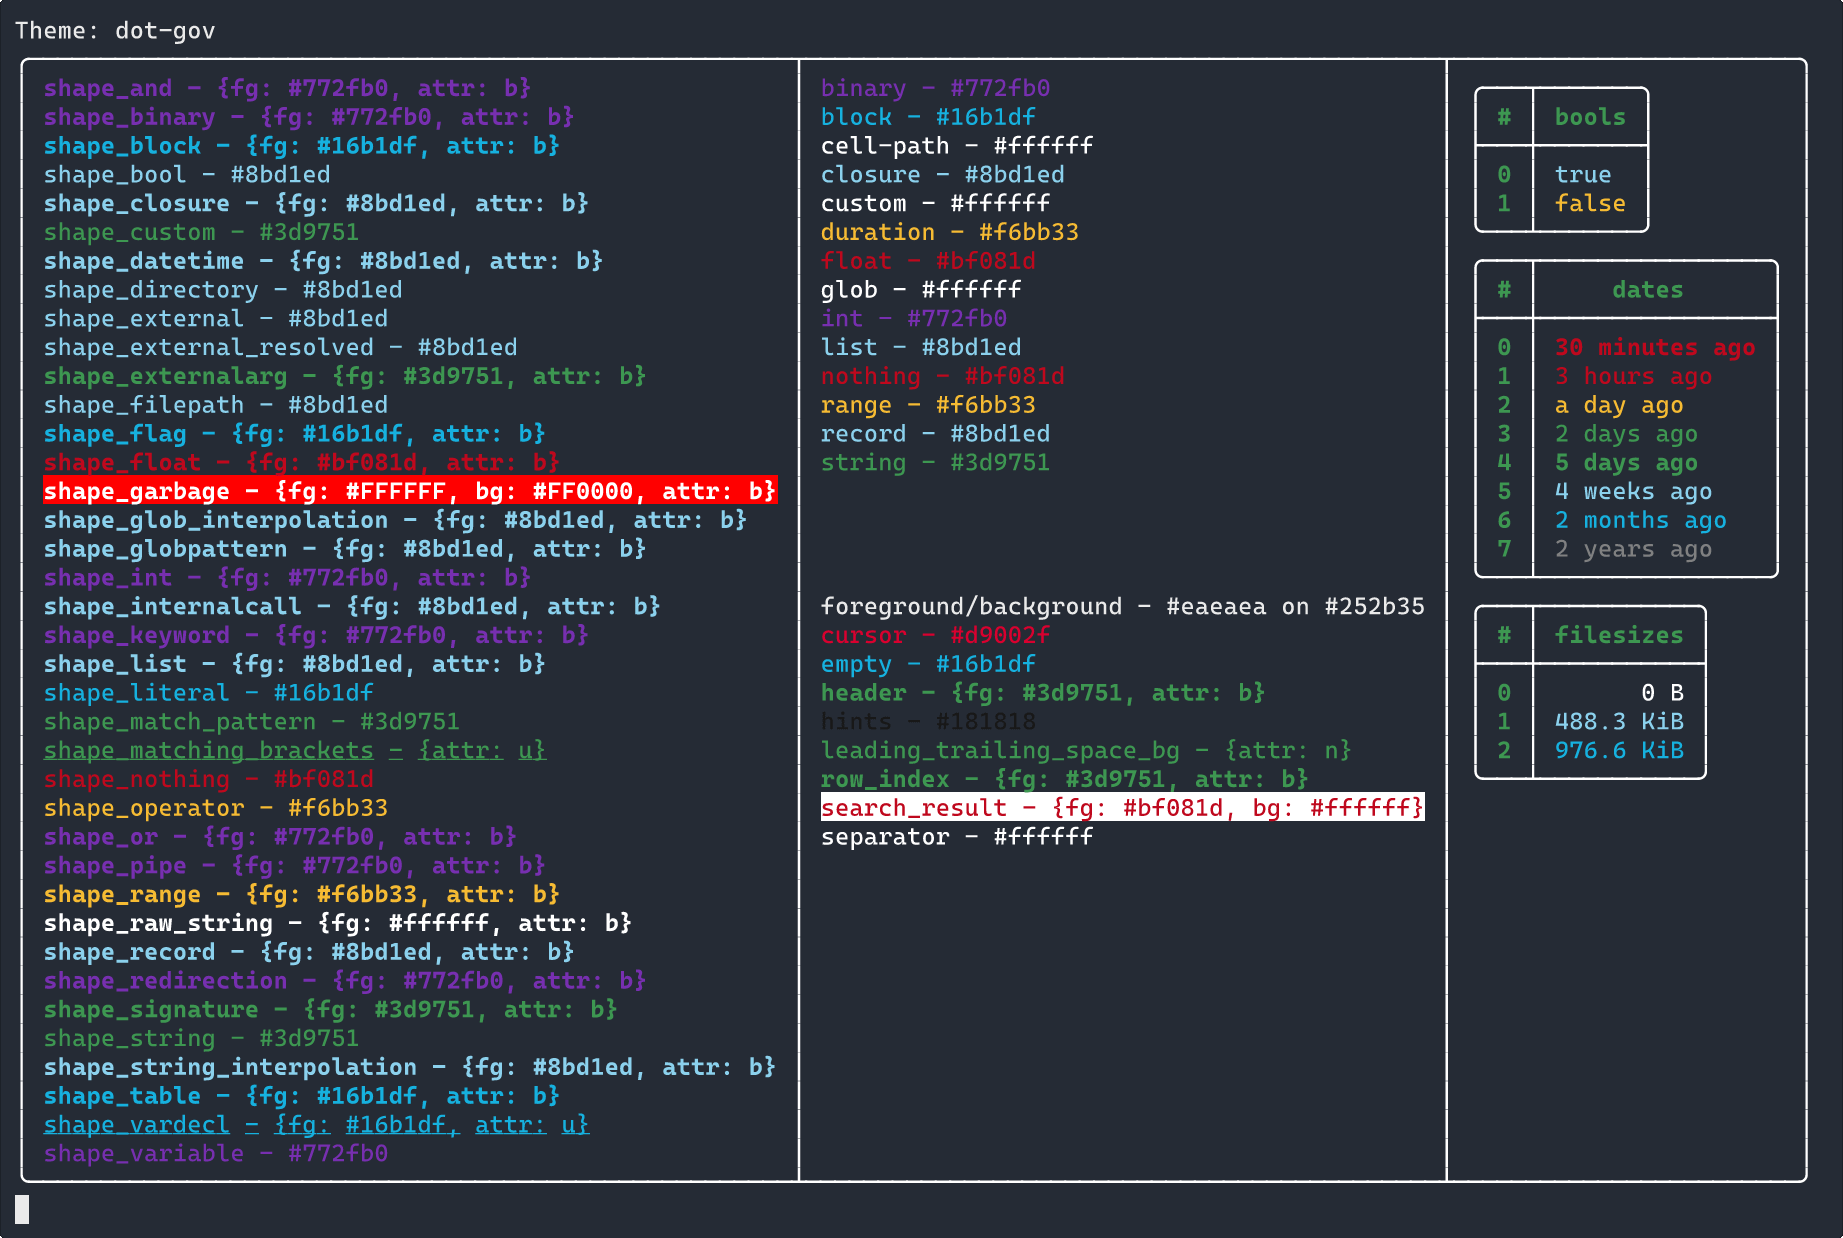 Theme: dot-gov
shape_and - {fg: #772fb0, attr: b}
shape_binary - {fg: #772fb0, attr: b}
shape_block - {fg: #16b1df, attr: b}
shape_bool - #8bd1ed
shape_closure - {fg: #8bd1ed, attr: b}
shape_custom - #3d9751
shape_datetime - {fg: #8bd1ed, attr: b}
shape_directory - #8bd1ed
shape_external - #8bd1ed
shape_external_resolved - #8bd1ed
shape_externalarg - {fg: #3d9751, attr: b}
shape_filepath - #8bd1ed
shape_flag - {fg: #16b1df, attr: b}
shape_float - {fg: #bf081d, attr: b}
shape_garbage - {fg: #FFFFFF, bg: #FF0000, attr: b}
shape_glob_interpolation - {fg: #8bd1ed, attr: b}
shape_globpattern - {fg: #8bd1ed, attr: b}
shape_int - {fg: #772fb0, attr: b}
shape_internalcall - {fg: #8bd1ed, attr: b}
shape_keyword - {fg: #772fb0, attr: b}
shape_list - {fg: #8bd1ed, attr: b}
shape_literal - #16b1df
shape_match_pattern - #3d9751
shape_matching_brackets - {attr: u}
shape_nothing - #bf081d
shape_operator - #f6bb33
shape_or - {fg: #772fb0, attr: b}
shape_pipe - {fg: #772fb0, attr: b}
shape_range - {fg: #f6bb33, attr: b}
shape_raw_string - {fg: #ffffff, attr: b}
shape_record - {fg: #8bd1ed, attr: b}
shape_redirection - {fg: #772fb0, attr: b}
shape_signature - {fg: #3d9751, attr: b}
shape_string - #3d9751
shape_string_interpolation - {fg: #8bd1ed, attr: b}
shape_table - {fg: #16b1df, attr: b}
shape_vardecl - {fg: #16b1df, attr: u}
shape_variable - #772fb0
binary - #772fb0
block - #16b1df
cell-path - #ffffff
closure - #8bd1ed
custom - #ffffff
duration - #f6bb33
float - #bf081d
glob - #ffffff
int - #772fb0
list - #8bd1ed
nothing - #bf081d
range - #f6bb33
record - #8bd1ed
string - #3d9751
foreground/background - #eaeaea on #252b35
cursor - #d9002f
empty - #16b1df
header - {fg: #3d9751, attr: b}
hints - #181818
leading_trailing_space_bg - {attr: n}
row_index - {fg: #3d9751, attr: b}
search_result - {fg: #bf081d, bg: #ffffff}
separator - #ffffff
# bools
0 true
1 false
# dates
0 30 minutes ago
1 3 hours ago
2 a day ago
3 2 days ago
4 5 days ago
5 4 weeks ago
6 2 months ago
7 2 years ago
# filesizes
0 0 B
1 488.3 KiB
2 976.6 KiB